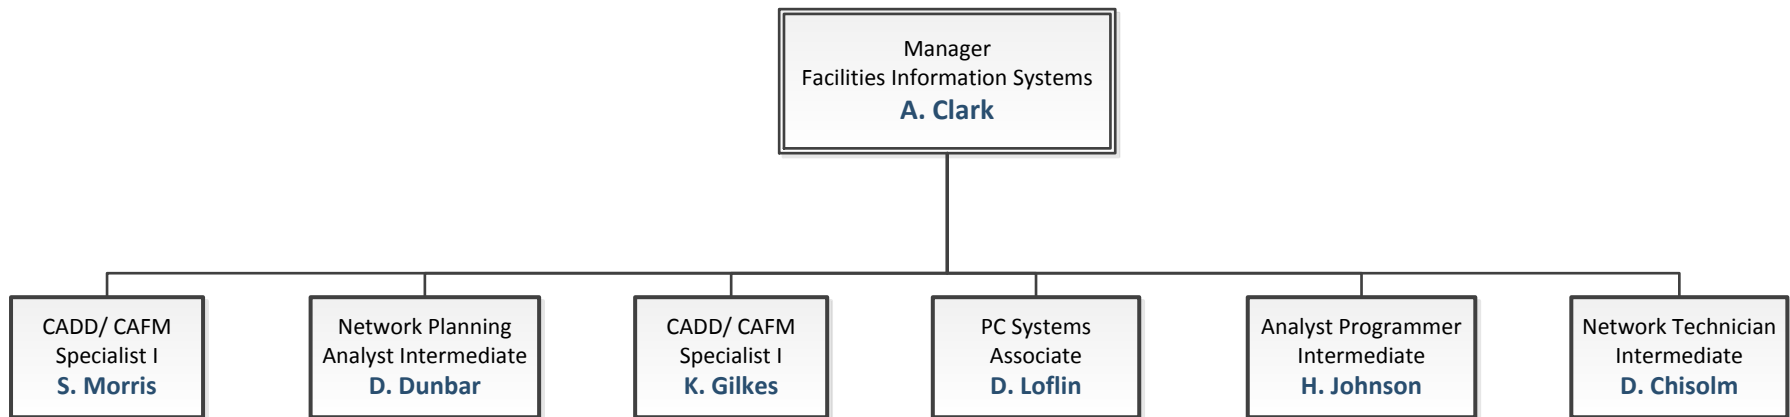 Manager
Facilities Information Systems
A. Clark
CADD/ CAFM
Specialist I
S. Morris
Network Planning
Analyst Intermediate
D. Dunbar
CADD/ CAFM
Specialist I
K. Gilkes
PC Systems
Associate
D. Loflin
Analyst Programmer
Intermediate
H. Johnson
Network Technician
Intermediate
D. Chisolm